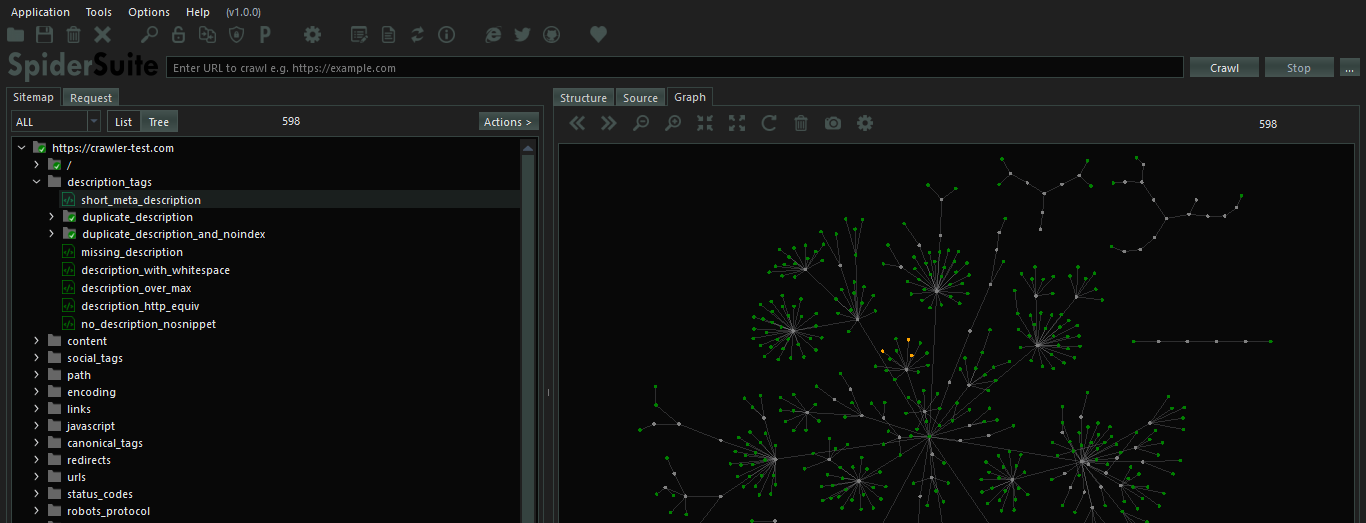 Application Tools Options Help (v1.0.0)
SpiderSuite Enter URL to crawl e.g. https://example.com Crawl Stop ...
Sitemap Request
ALL List Tree 598 Actions >
https://crawler-test.com
/
description_tags
short_meta_description
duplicate_description
duplicate_description_and_noindex
missing_description
description_with_whitespace
description_over_max
description_http_equiv
no_description_nosnippet
content
social_tags
path
encoding
links
javascript
canonical_tags
redirects
urls
status_codes
robots_protocol
Structure Source Graph
598